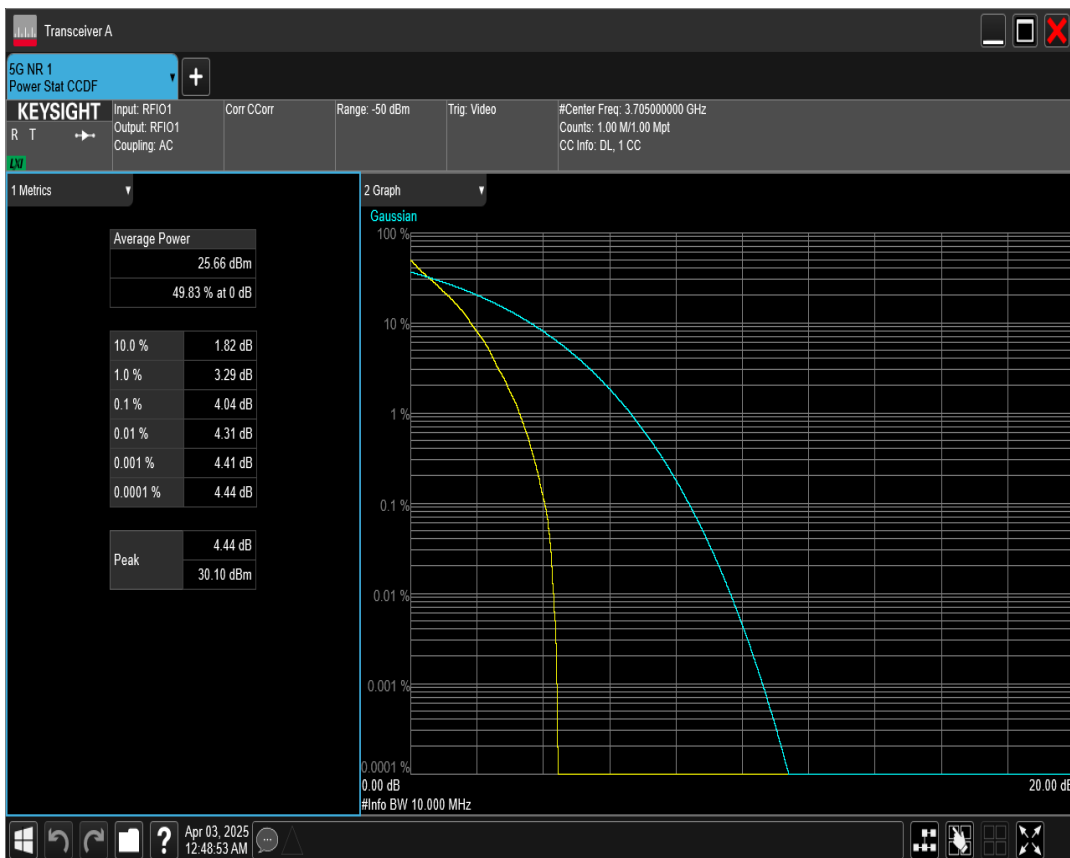 Transceiver A
5G NR 1
Power Stat CCDF
+
KEYSIGHT
R T
LXI
Input: RFIO1
Output: RFIO1
Coupling: AC
Corr CCorr
Range: -50 dBm
Trig: Video
#Center Freq: 3.705000000 GHz
Counts: 1.00 M/1.00 Mpt
CC Info: DL, 1 CC
1 Metrics
Average Power
25.66 dBm
49.83 % at 0 dB
10.0 % 1.82 dB
1.0 % 3.29 dB
0.1 % 4.04 dB
0.01 % 4.31 dB
0.001 % 4.41 dB
0.0001 % 4.44 dB
Peak
4.44 dB
30.10 dBm
2 Graph
Gaussian
100 %
10 %
1 %
0.1 %
0.01 %
0.001 %
0.0001 %
0.00 dB 20.00 dB
#Info BW 10.000 MHz
?
Apr 03, 2025
12:48:53 AM